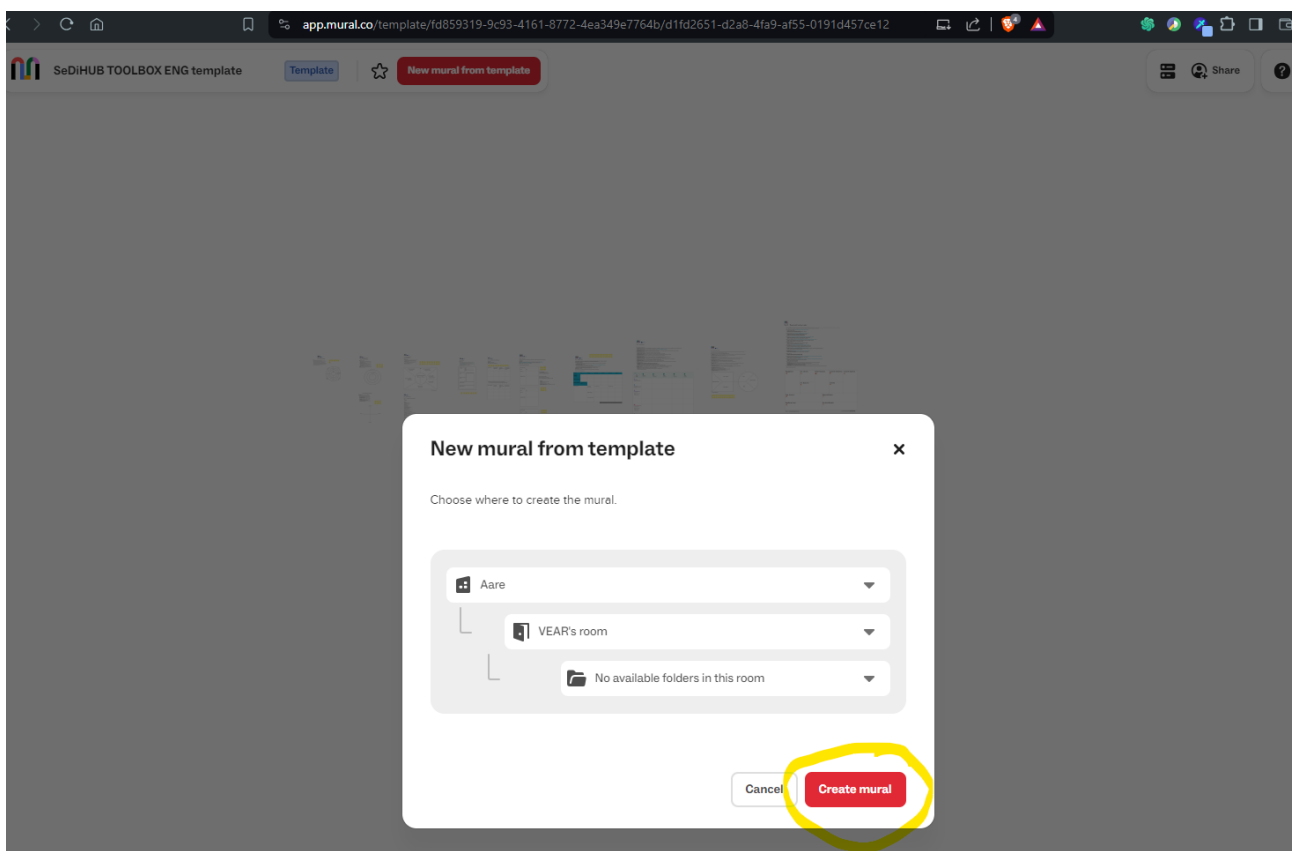 app.mural.co/template/fd859319-9c93-4161-8772-4ea349e7764b/d1fd2651-d2a8-4fa9-af55-0191d457ce12
SeDiHUB TOOLBOX ENG template
Template
New mural from template
Share
New mural from template
Choose where to create the mural.
Aare
VEAR's room
No available folders in this room
Cancel
Create mural